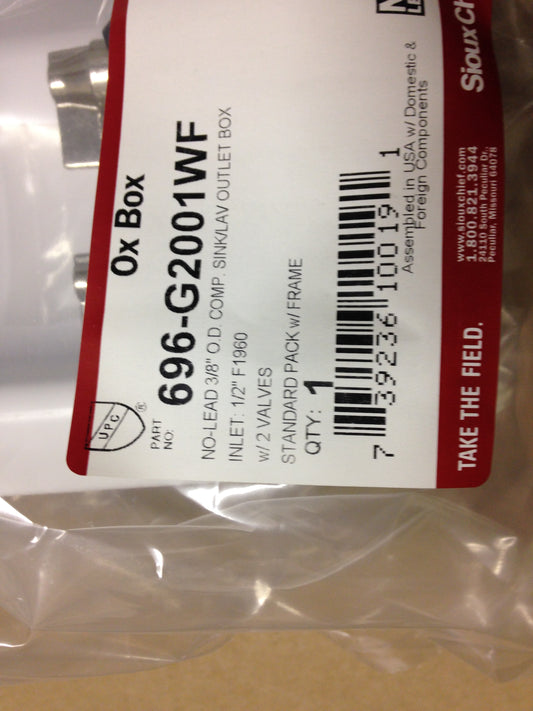 Ox Box
UPC
®
PART
NO:
696-G2001WF
NO-LEAD 3/8" O.D. COMP. SINK/LAV OUTLET BOX
INLET: 1/2" F1960
w/ 2 VALVES
STANDARD PACK w/ FRAME
QTY: 1
7 39236 10019 1
Assembled in USA w/ Domestic &
Foreign Components
TAKE THE FIELD.
www.siouxchief.com
1.800.821.3944
24110 South Peculiar Dr.
Peculiar, Missouri 64078